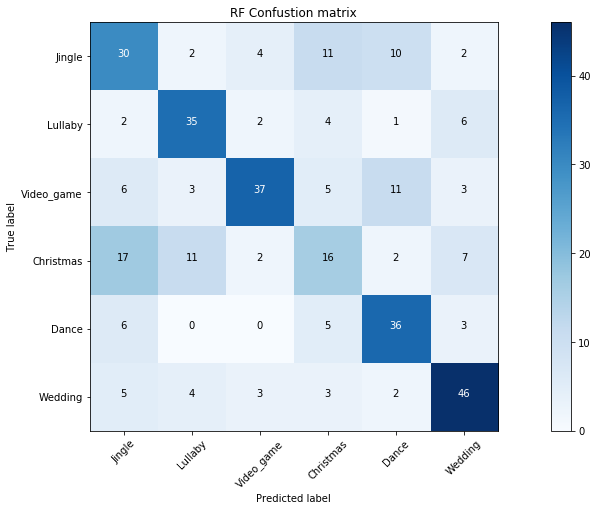 RF Confustion matrix
Jingle 30 2 4 11 10 2
Lullaby 2 35 2 4 1 6
Video_game 6 3 37 5 11 3
Christmas 17 11 2 16 2 7
Dance 6 0 0 5 36 3
Wedding 5 4 3 3 2 46
True label
Jingle Lullaby Video_game Christmas Dance Wedding
Predicted label
40
30
20
10
0